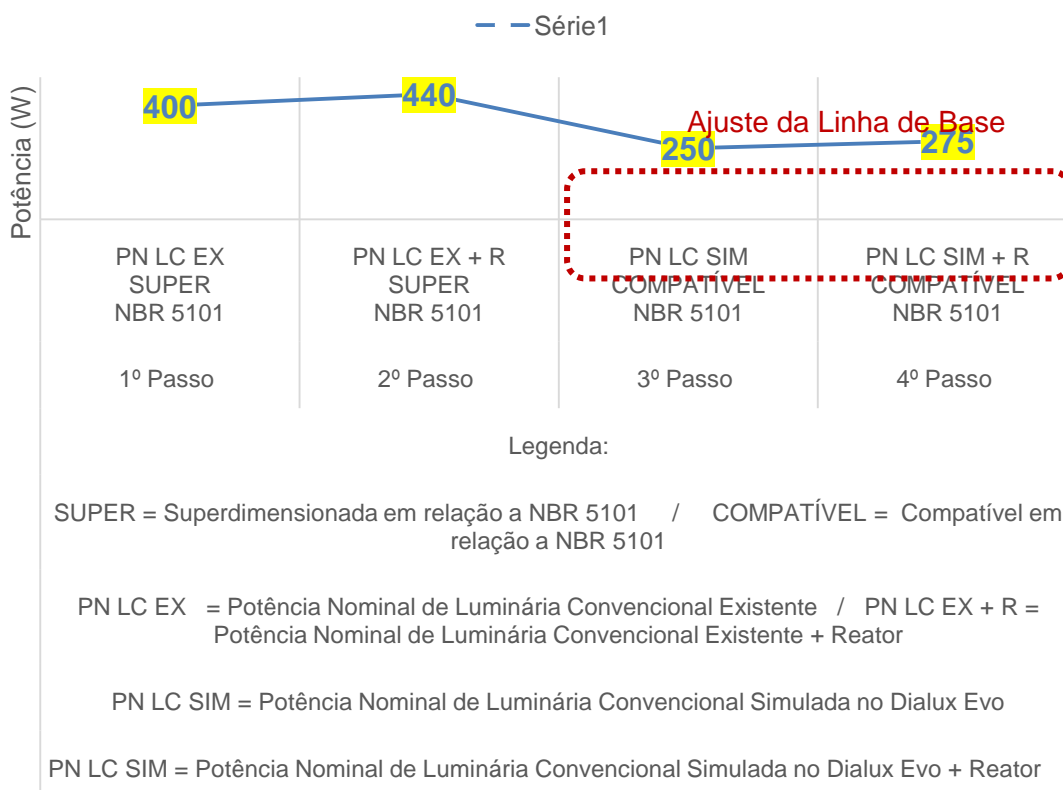 Série1
Potência (W)
400
440
250
275
Ajuste da Linha de Base
PN LC EX
SUPER
NBR 5101
1º Passo
PN LC EX + R
SUPER
NBR 5101
2º Passo
PN LC SIM
COMPATÍVEL
NBR 5101
3º Passo
PN LC SIM + R
COMPATÍVEL
NBR 5101
4º Passo
Legenda:
SUPER = Superdimensionada em relação a NBR 5101 / COMPATÍVEL = Compatível em
relação a NBR 5101
PN LC EX = Potência Nominal de Luminária Convencional Existente / PN LC EX + R =
Potência Nominal de Luminária Convencional Existente + Reator
PN LC SIM = Potência Nominal de Luminária Convencional Simulada no Dialux Evo
PN LC SIM = Potência Nominal de Luminária Convencional Simulada no Dialux Evo + Reator